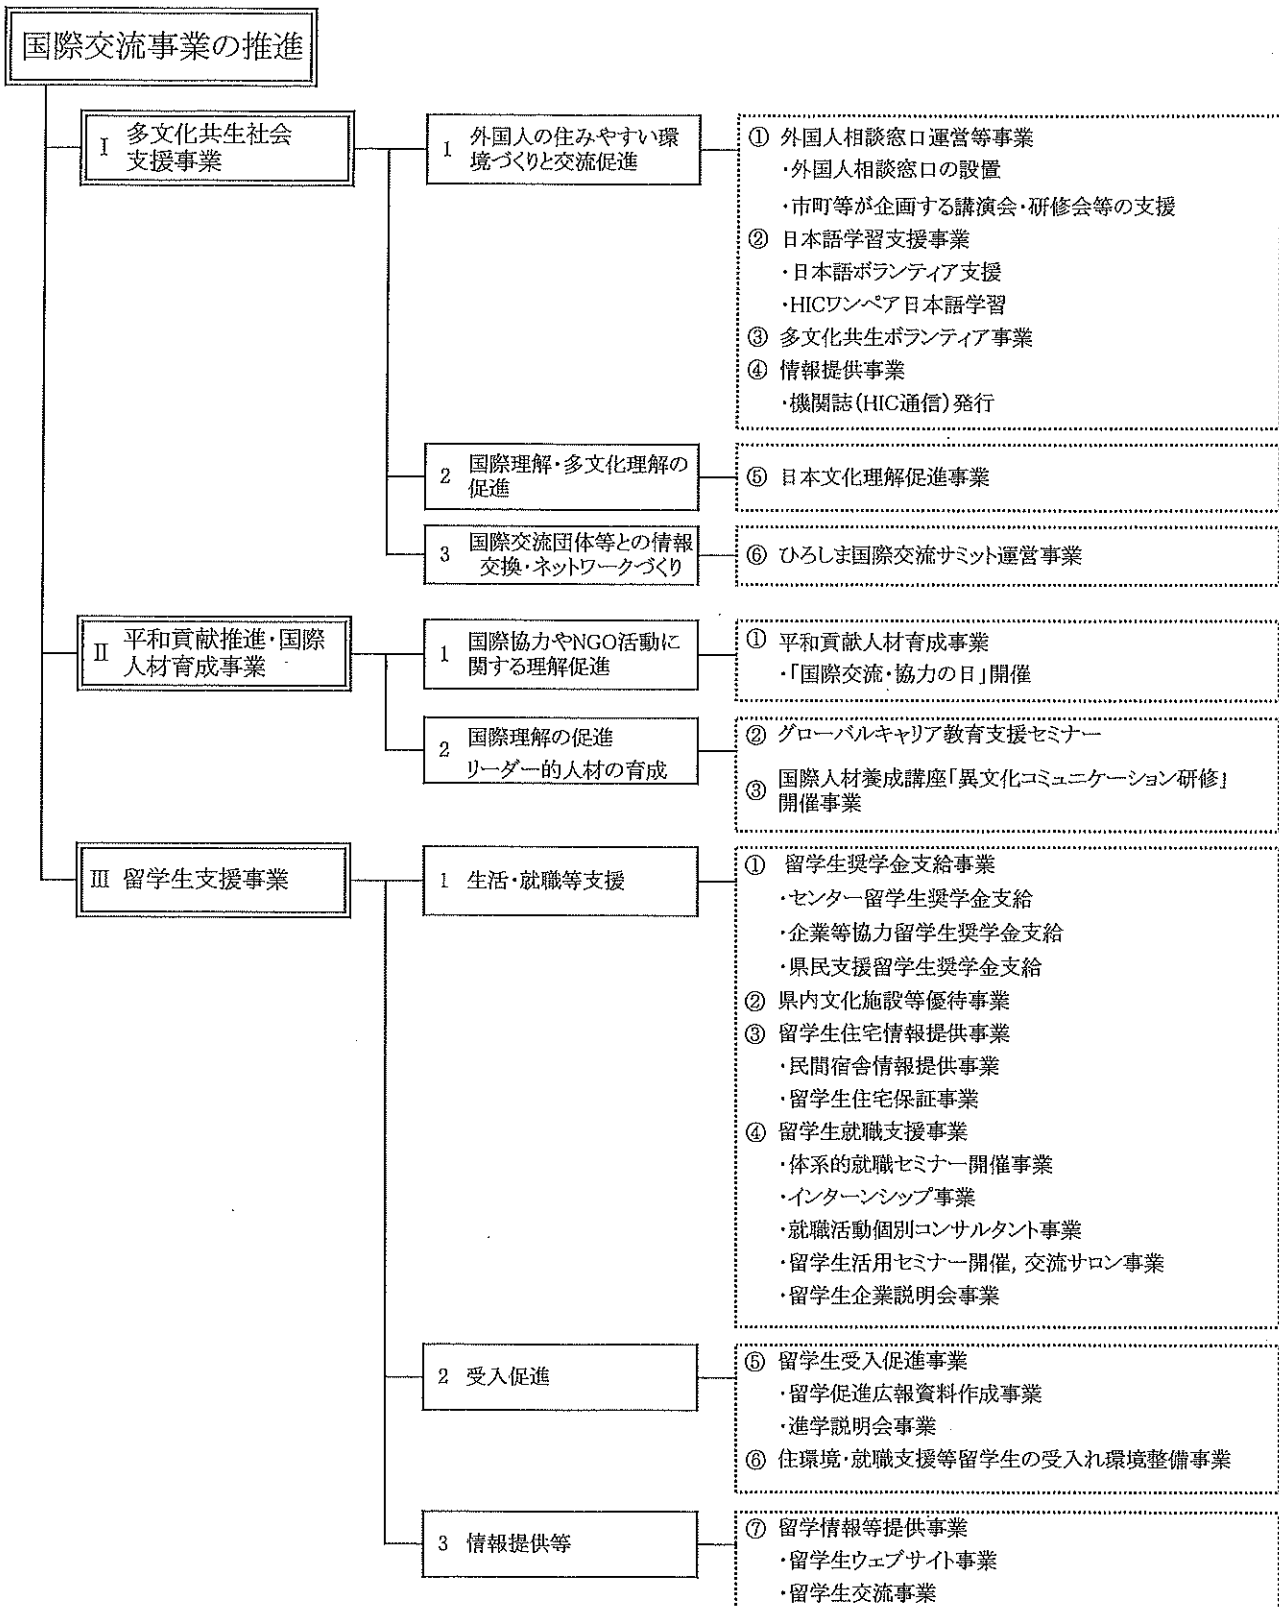 国際交流事業の推進
Ⅰ 多文化共生社会
支援事業
1 外国人の住みやすい環
境づくりと交流促進
① 外国人相談窓口運営等事業
・外国人相談窓口の設置
・市町等が企画する講演会・研修会等の支援
② 日本語学習支援事業
・日本語ボランティア支援
・HICワンペア日本語学習
③ 多文化共生ボランティア事業
④ 情報提供事業
・機関誌(HIC通信)発行
2 国際理解・多文化理解の
促進
⑤ 日本文化理解促進事業
3 国際交流団体等との情報
交換・ネットワークづくり
⑥ ひろしま国際交流サミット運営事業
Ⅱ 平和貢献推進・国際
人材育成事業
1 国際協力やNGO活動に
関する理解促進
① 平和貢献人材育成事業
・「国際交流・協力の日」開催
2 国際理解の促進
リーダー的人材の育成
② グローバルキャリア教育支援セミナー
③ 国際人材養成講座「異文化コミュニケーション研修」
開催事業
Ⅲ 留学生支援事業
1 生活・就職等支援
① 留学生奨学金支給事業
・センター留学生奨学金支給
・企業等協力留学生奨学金支給
・県民支援留学生奨学金支給
② 県内文化施設等優待事業
③ 留学生住宅情報提供事業
・民間宿舎情報提供事業
・留学生住宅保証事業
④ 留学生就職支援事業
・体系的就職セミナー開催事業
・インターンシップ事業
・就職活動個別コンサルタント事業
・留学生活用セミナー開催, 交流サロン事業
・留学生企業説明会事業
2 受入促進
⑤ 留学生受入促進事業
・留学促進広報資料作成事業
・進学説明会事業
⑥ 住環境・就職支援等留学生の受入れ環境整備事業
3 情報提供等
⑦ 留学情報等提供事業
・留学生ウェブサイト事業
・留学生交流事業